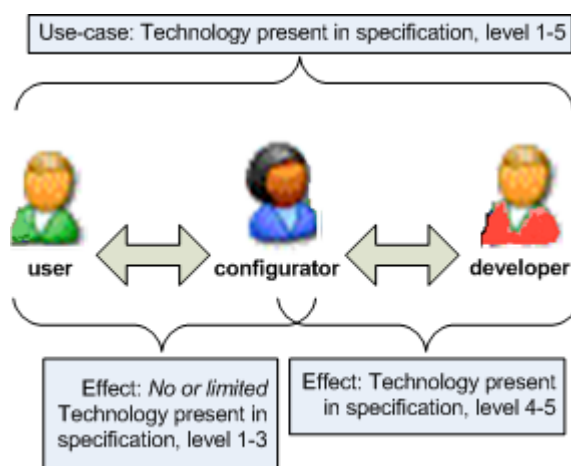 Use-case: Technology present in specification, level 1-5
user
configurator
developer
Effect: No or limited
Technology present in
specification, level 1-3
Effect: Technology present
in specification, level 4-5